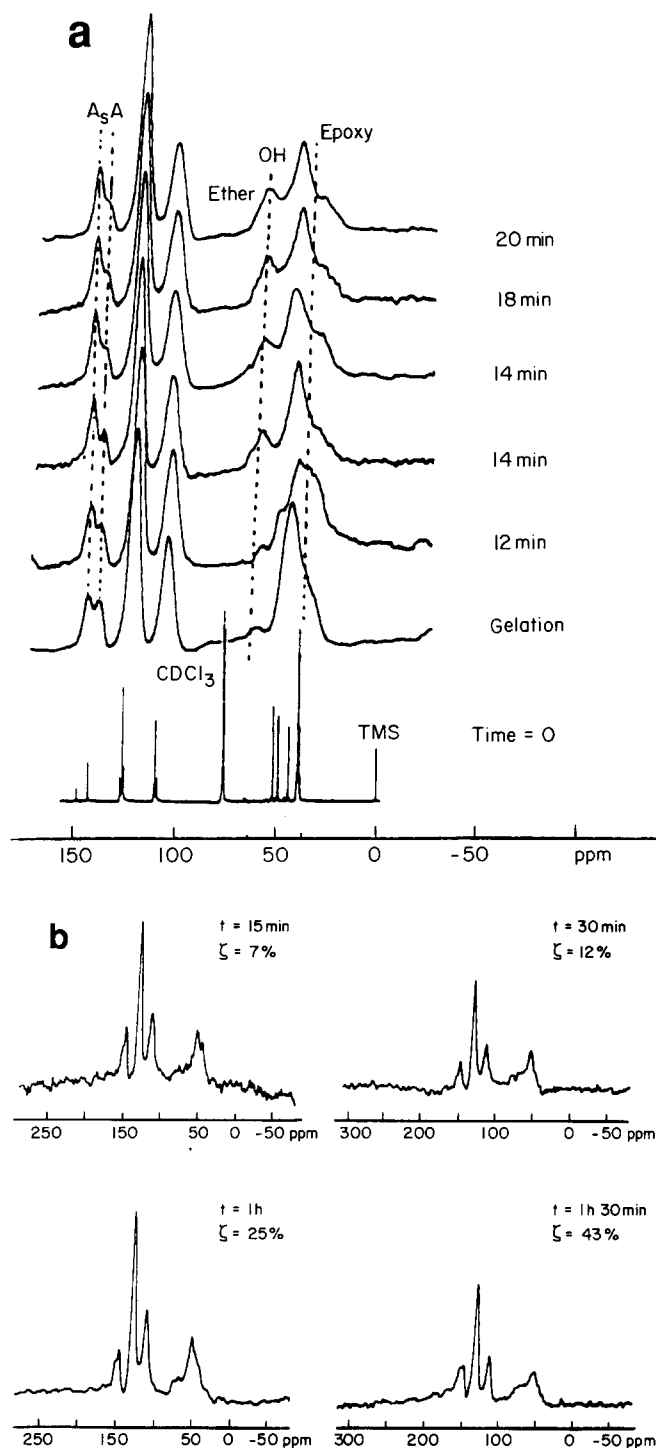 a
AₛA
Epoxy
OH
Ether
20 min
18 min
14 min
14 min
12 min
Gelation
CDCl₃
TMS
Time = 0
150 100 50 0 -50 ppm
b
t = 15 min
ζ = 7%
t = 30 min
ζ = 12%
250 150 50 0 -50 ppm
300 200 100 0 -50 ppm
t = 1h
ζ = 25%
t = 1h 30 min
ζ = 43%
250 150 50 0 -50 ppm
300 200 100 0 -50 ppm